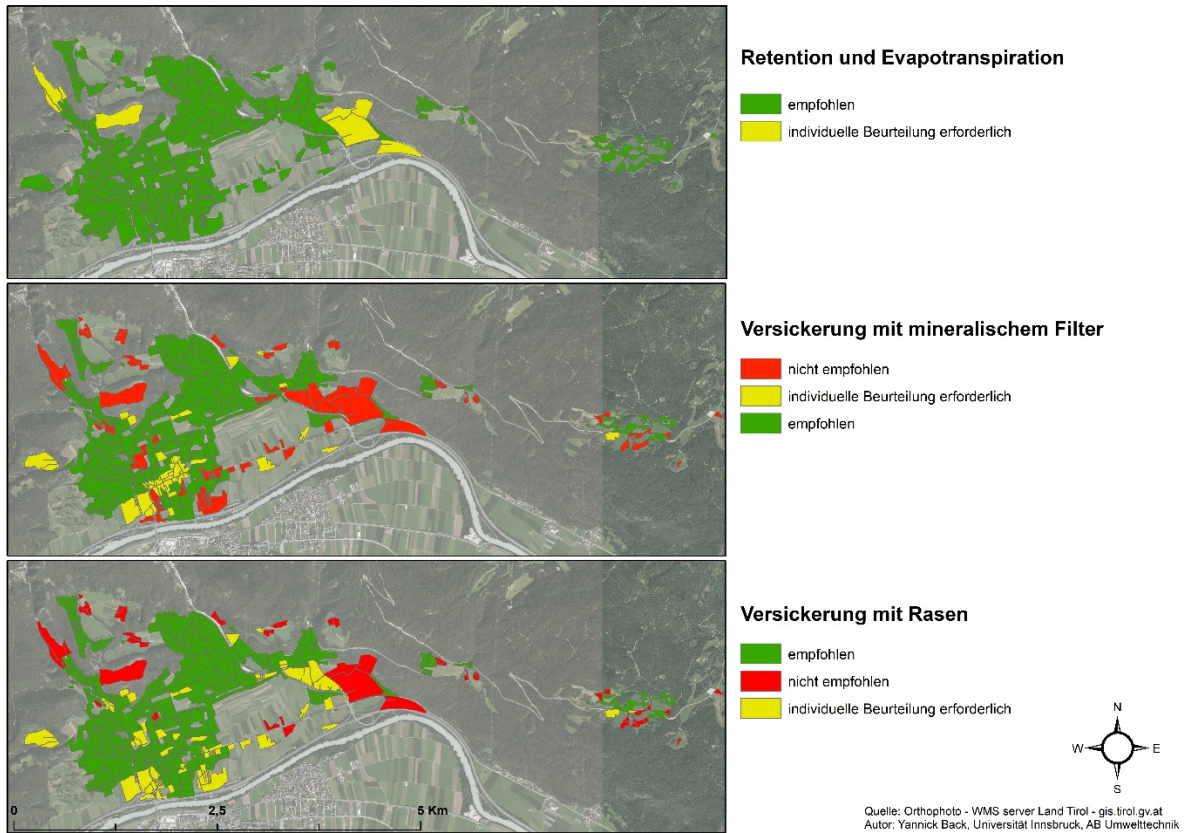 Retention und Evapotranspiration
empfohlen
individuelle Beurteilung erforderlich
Versickerung mit mineralischem Filter
nicht empfohlen
individuelle Beurteilung erforderlich
empfohlen
Versickerung mit Rasen
empfohlen
nicht empfohlen
individuelle Beurteilung erforderlich
N
W E
S
0 2,5 5 Km
Quelle: Orthophoto - WMS server Land Tirol - gis.tirol.gv.at
Autor: Yannick Back, Universität Innsbruck, AB Umwelttechnik